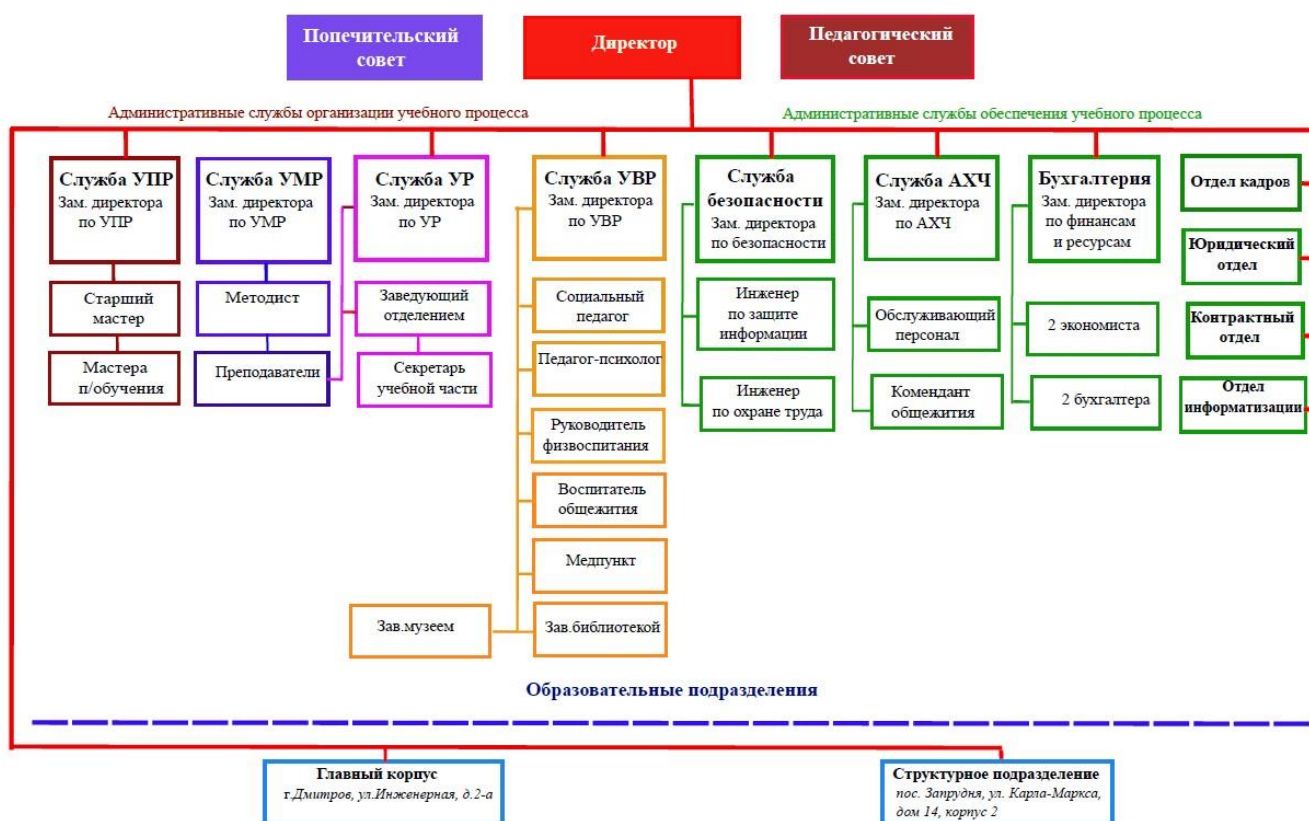 Попечительский
совет
Директор
Педагогический
совет
Административные службы организации учебного процесса
Административные службы обеспечения учебного процесса
Служба УПР
Зам. директора
по УПР
Старший
мастер
Мастера
п/обучения
Служба УМР
Зам. директора
по УМР
Методист
Преподаватели
Служба УР
Зам. директора
по УР
Заведующий
отделением
Секретарь
учебной части
Служба УВР
Зам. директора
по УВР
Социальный
педагог
Педагог-психолог
Руководитель
физвоспитания
Воспитатель
общежития
Медпункт
Зав.музеем
Зав.библиотекой
Служба
безопасности
Зам. директора
по безопасности
Инженер
по защите
информации
Инженер
по охране труда
Служба АХЧ
Зам. директора
по АХЧ
Обслуживающий
персонал
Комендант
общежития
Бухгалтерия
Зам. директора
по финансам
и ресурсам
2 экономиста
2 бухгалтера
Отдел кадров
Юридический
отдел
Контрактный
отдел
Отдел
информатизации
Образовательные подразделения
Главный корпус
г.Дмитров, ул.Инженерная, д.2-а
Структурное подразделение
пос. Запрудня, ул. Карла-Маркса,
дом 14, корпус 2